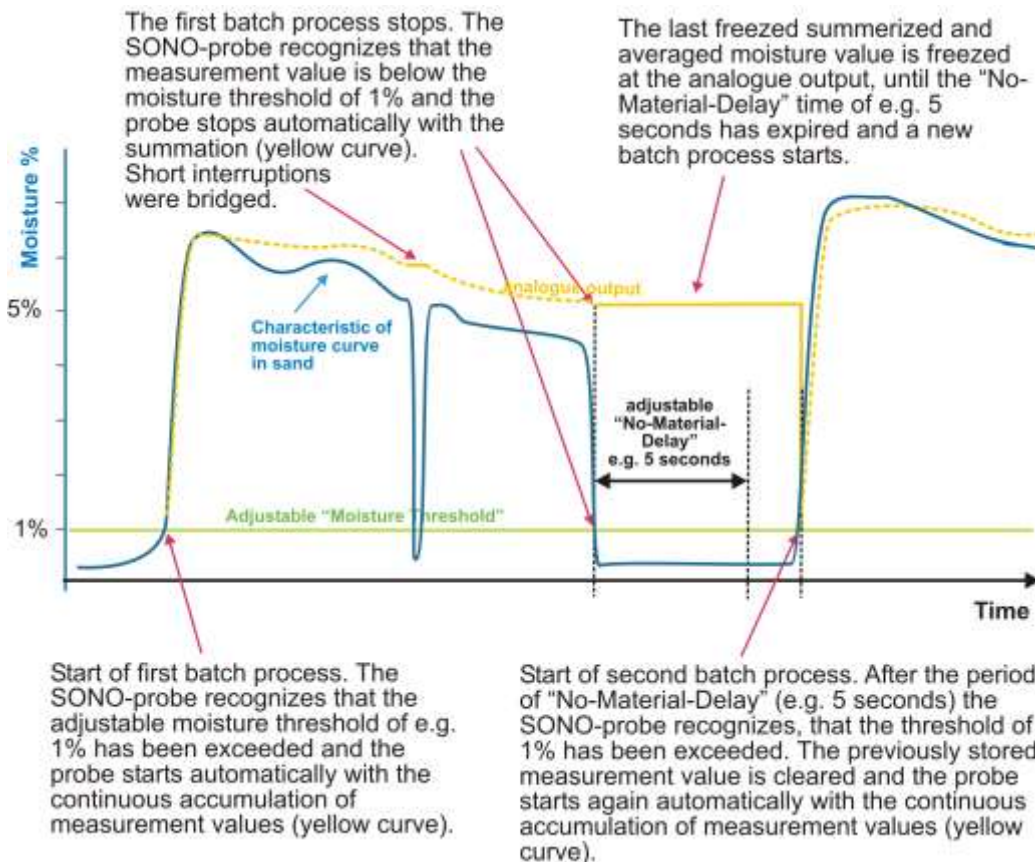 The first batch process stops. The
SONO-probe recognizes that the
measurement value is below the
moisture threshold of 1% and the
probe stops automatically with the
summation (yellow curve).
Short interruptions
were bridged.
The last freezed summerized and
averaged moisture value is freezed
at the analogue output, until the “No-
Material-Delay” time of e.g. 5
seconds has expired and a new
batch process starts.
Moisture %
5%
1%
Analogue output
Characteristic of
moisture curve
in sand
adjustable
“No-Material-
Delay”
e.g. 5 seconds
Adjustable “Moisture Threshold”
Time
Start of first batch process. The
SONO-probe recognizes that the
adjustable moisture threshold of e.g.
1% has been exceeded and the
probe starts automatically with the
continuous accumulation of
measurement values (yellow curve).
Start of second batch process. After the period
of “No-Material-Delay” (e.g. 5 seconds) the
SONO-probe recognizes, that the threshold of
1% has been exceeded. The previously stored
measurement value is cleared and the probe
starts again automatically with the continuous
accumulation of measurement values (yellow
curve).